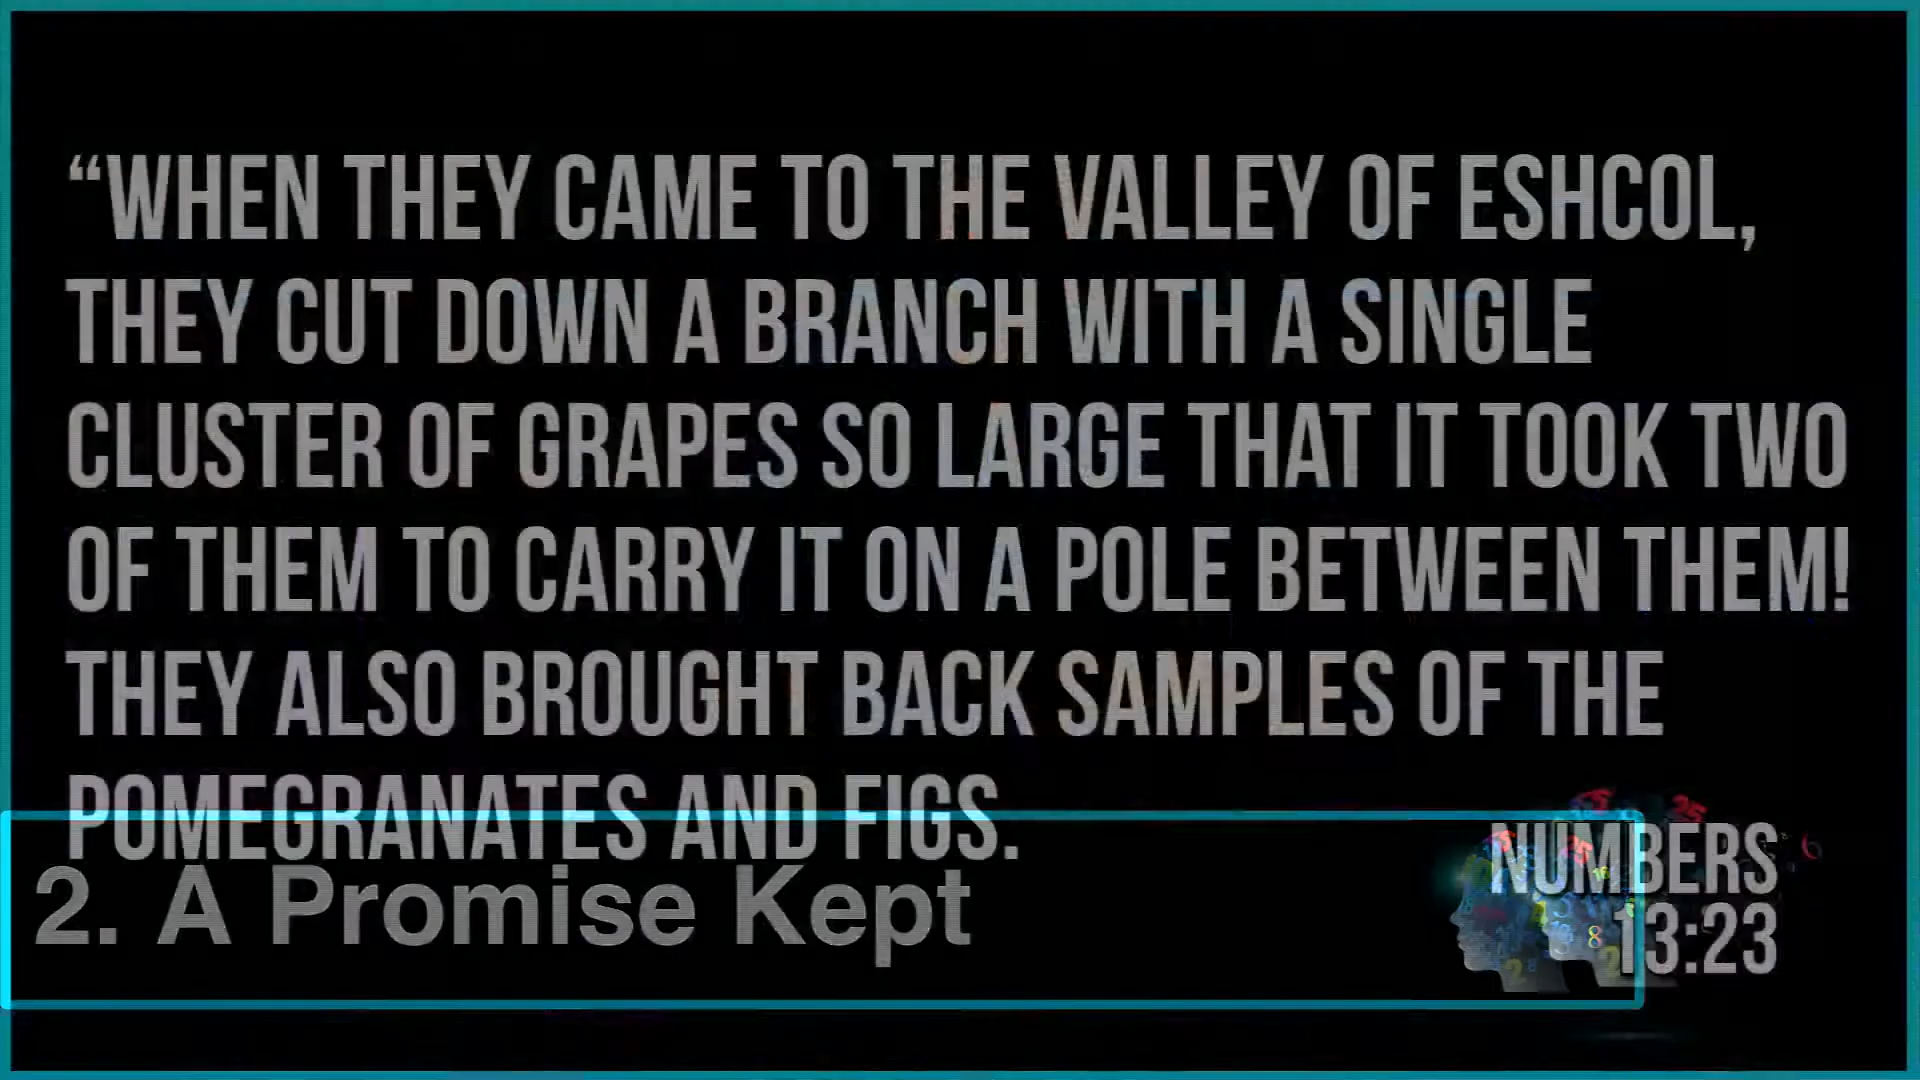 “WHEN THEY CAME TO THE VALLEY OF ESHCOL,
THEY CUT DOWN A BRANCH WITH A SINGLE
CLUSTER OF GRAPES SO LARGE THAT IT TOOK TWO
OF THEM TO CARRY IT ON A POLE BETWEEN THEM!
THEY ALSO BROUGHT BACK SAMPLES OF THE
POMEGRANATES AND FIGS.
2. A Promise Kept
NUMBERS
13:23